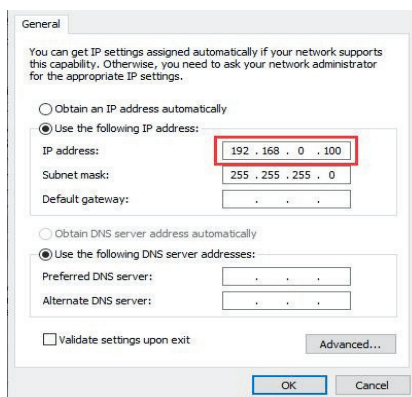 General
You can get IP settings assigned automatically if your network supports
this capability. Otherwise, you need to ask your network administrator
for the appropriate IP settings.
Obtain an IP address automatically
Use the following IP address:
IP address: 192 . 168 . 0 . 100
Subnet mask: 255 . 255 . 255 . 0
Default gateway: . . .
Obtain DNS server address automatically
Use the following DNS server addresses:
Preferred DNS server: . . .
Alternate DNS server: . . .
Validate settings upon exit Advanced...
OK Cancel